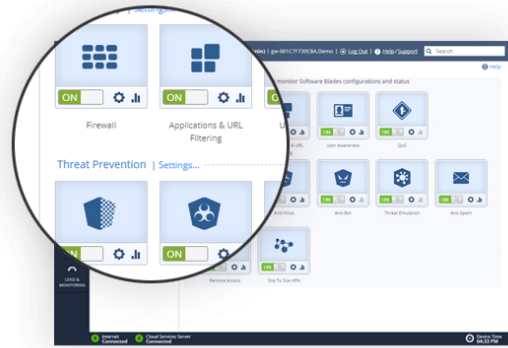 Settings...
min) | gw-001C7F730C8A.Demo | Log Out | Help/Support
Search
Help
monitor Software Blades configurations and status
ON
ON
Firewall
Applications & URL
Filtering
ON
ON
& URL
User Awareness
QoS
Threat Prevention | Settings...
ON
ON
ON
ON
ON
Anti-Virus
Anti-Bot
Threat Emulation
Anti-Spam
ON
ON
Remote Access
Site To Site VPN
LOGS &
MONITORING
Internet
Connected
Cloud Services Server
Connected
Device Time
04:33 PM